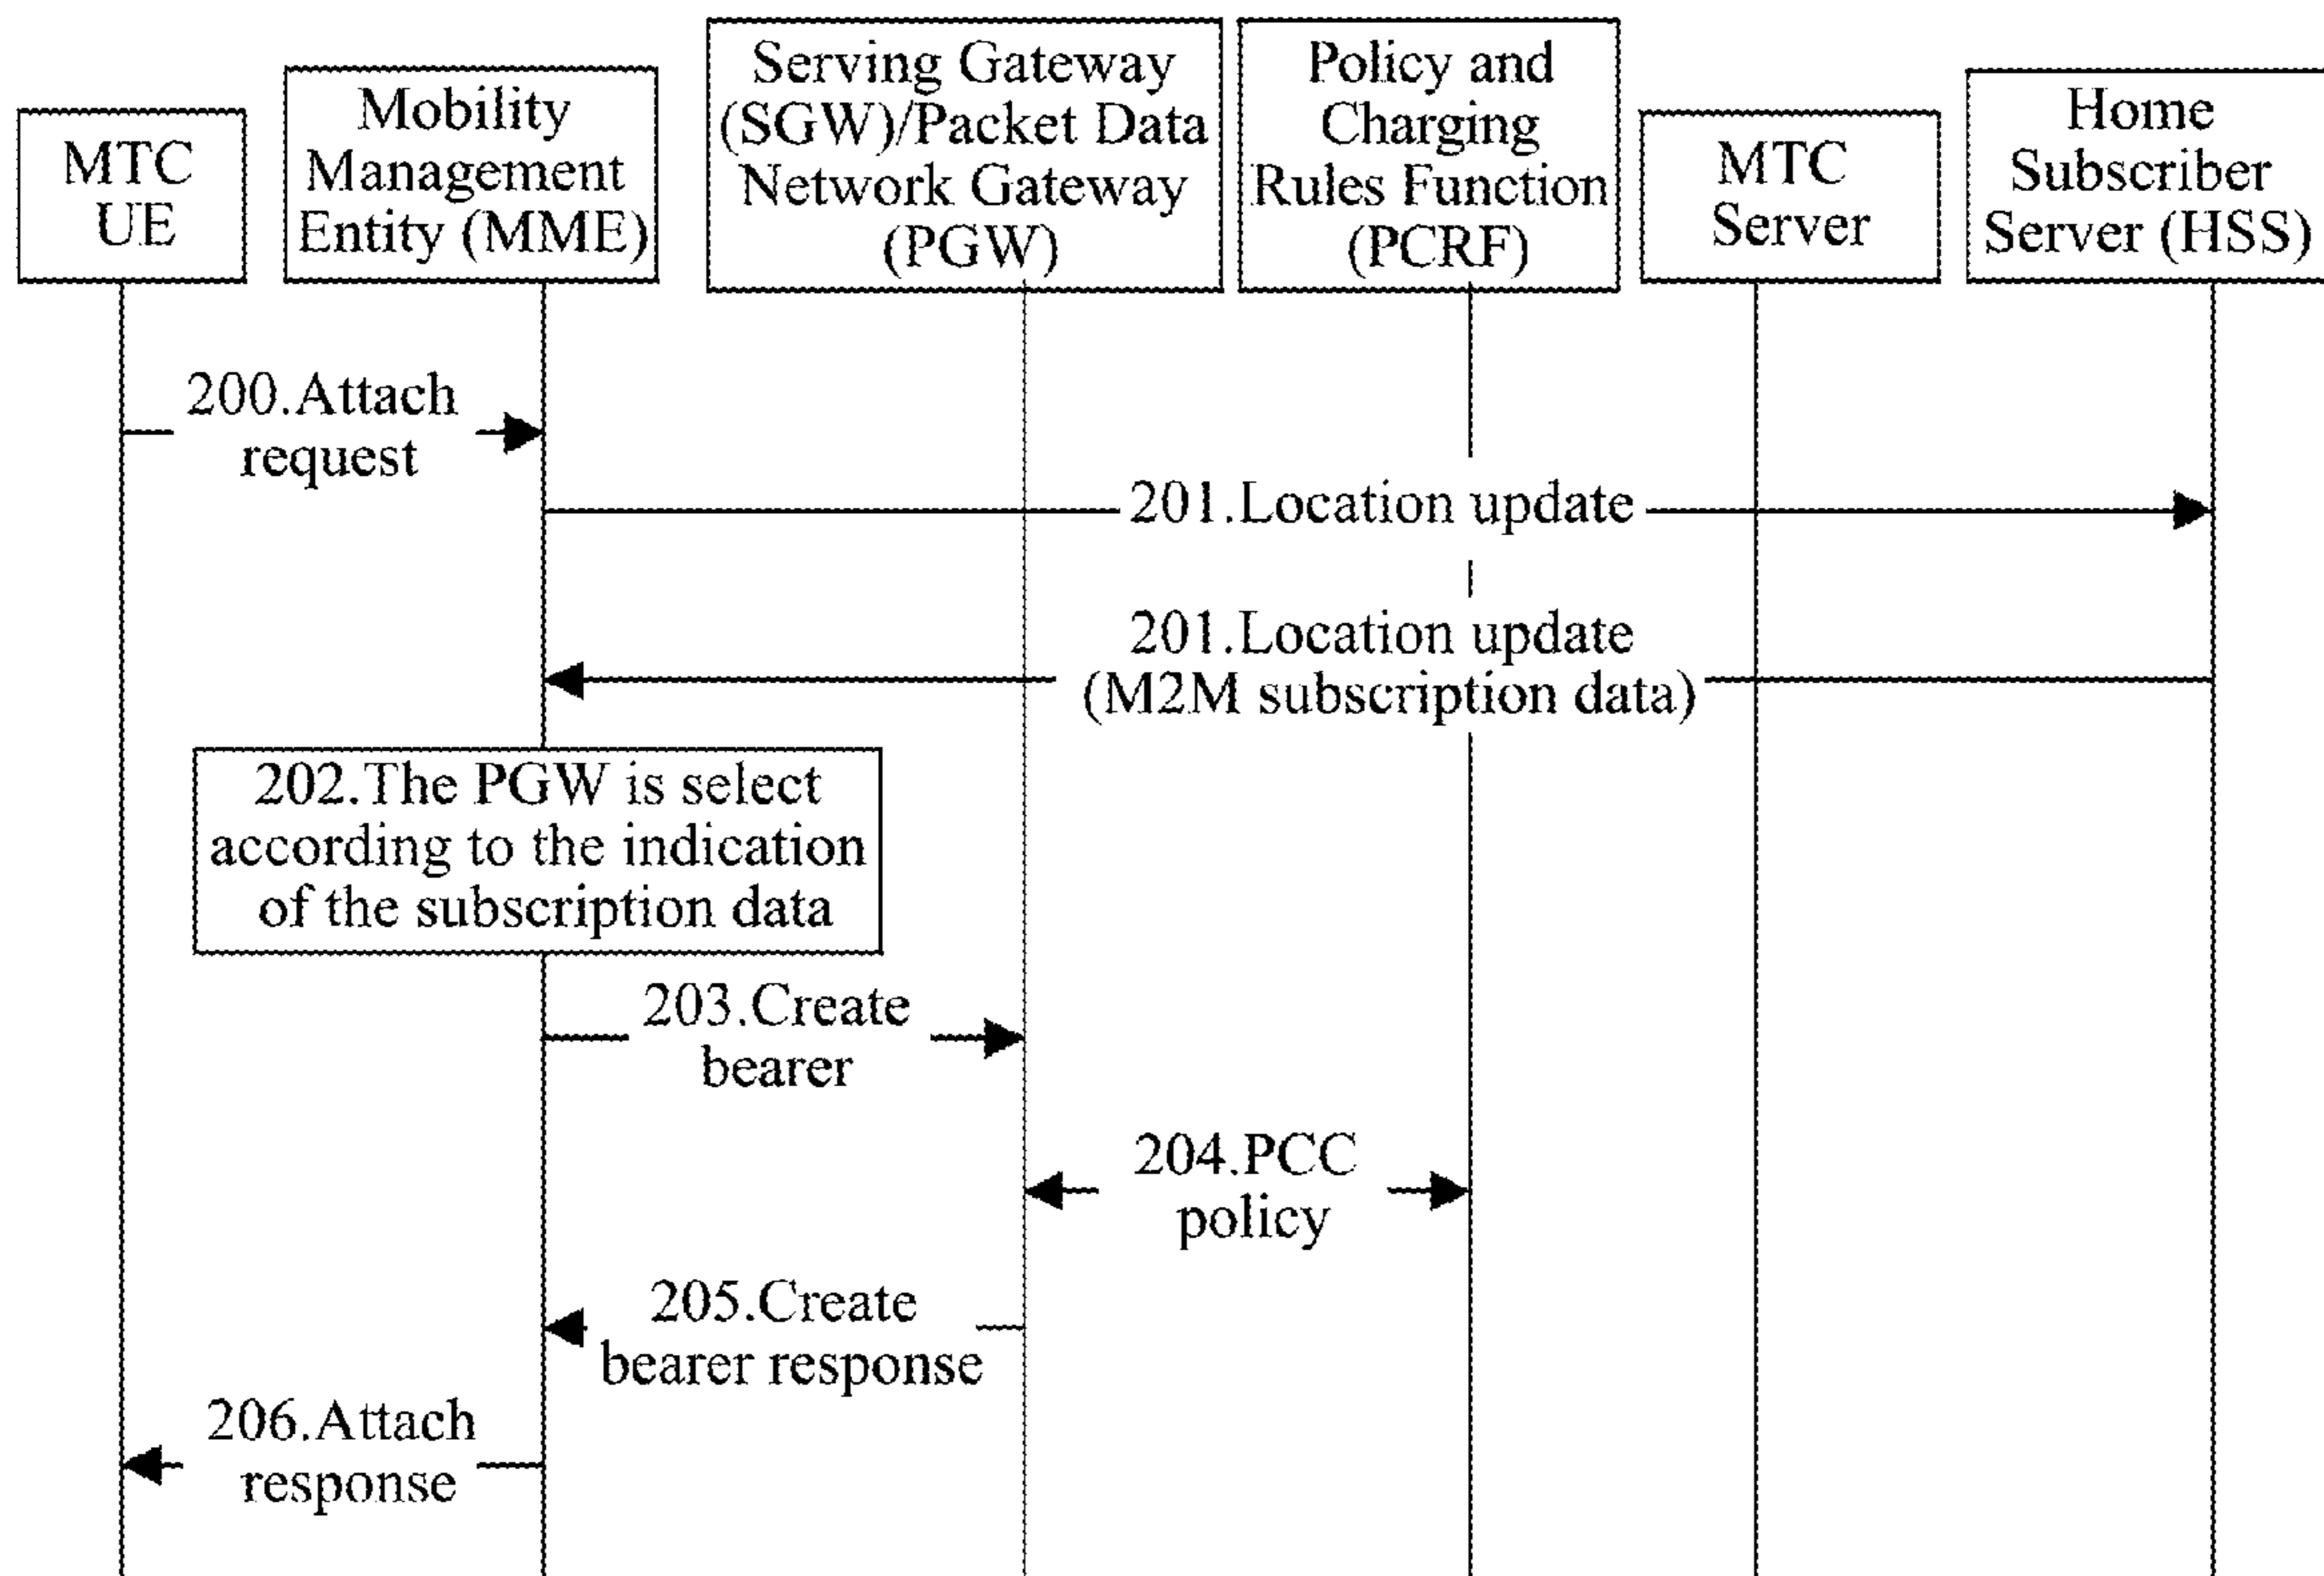 MTC
UE
Mobility
Management
Entity (MME)
Serving Gateway
(SGW)/Packet Data
Network Gateway
(PGW)
Policy and
Charging
Rules Function
(PCRF)
MTC
Server
Home
Subscriber
Server (HSS)
200.Attach
request
201.Location update
201.Location update
(M2M subscription data)
202.The PGW is select
according to the indication
of the subscription data
203.Create
bearer
204.PCC
policy
205.Create
bearer response
206.Attach
response